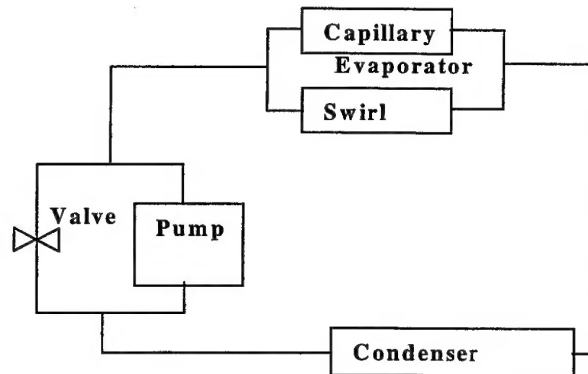 Capillary
Evaporator
Swirl
Valve
Pump
Condenser